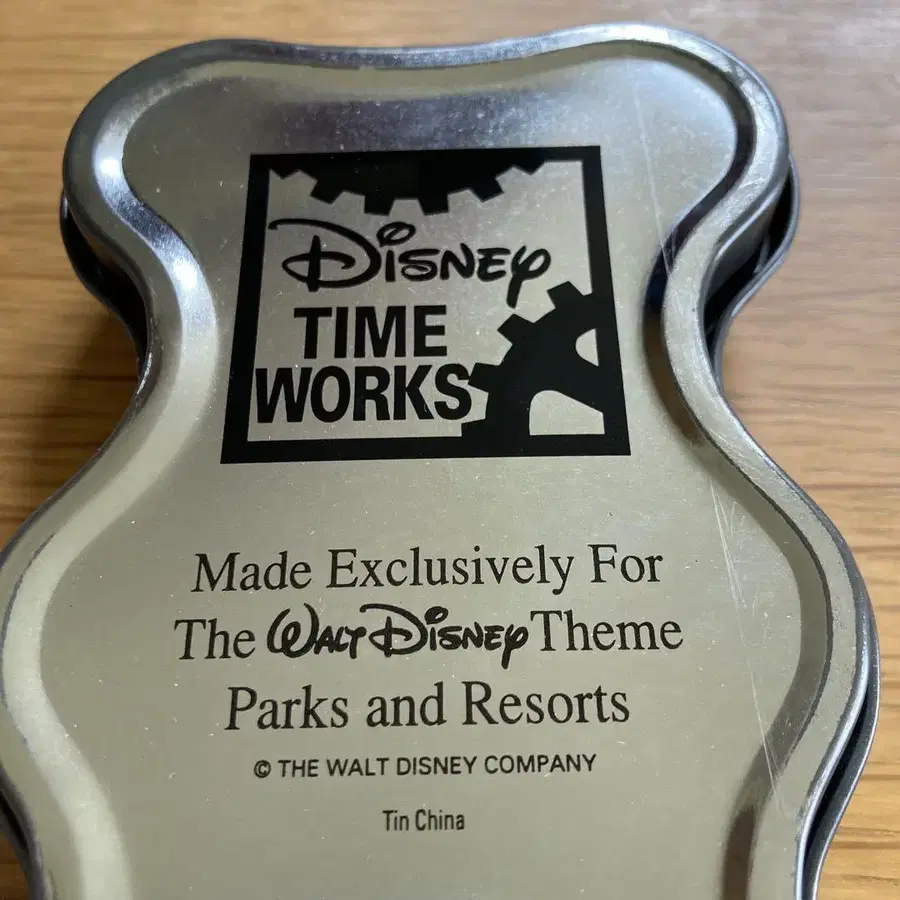 Disney
TIME
WORKS
Made Exclusively For
The Walt Disney Theme
Parks and Resorts
© THE WALT DISNEY COMPANY
Tin China